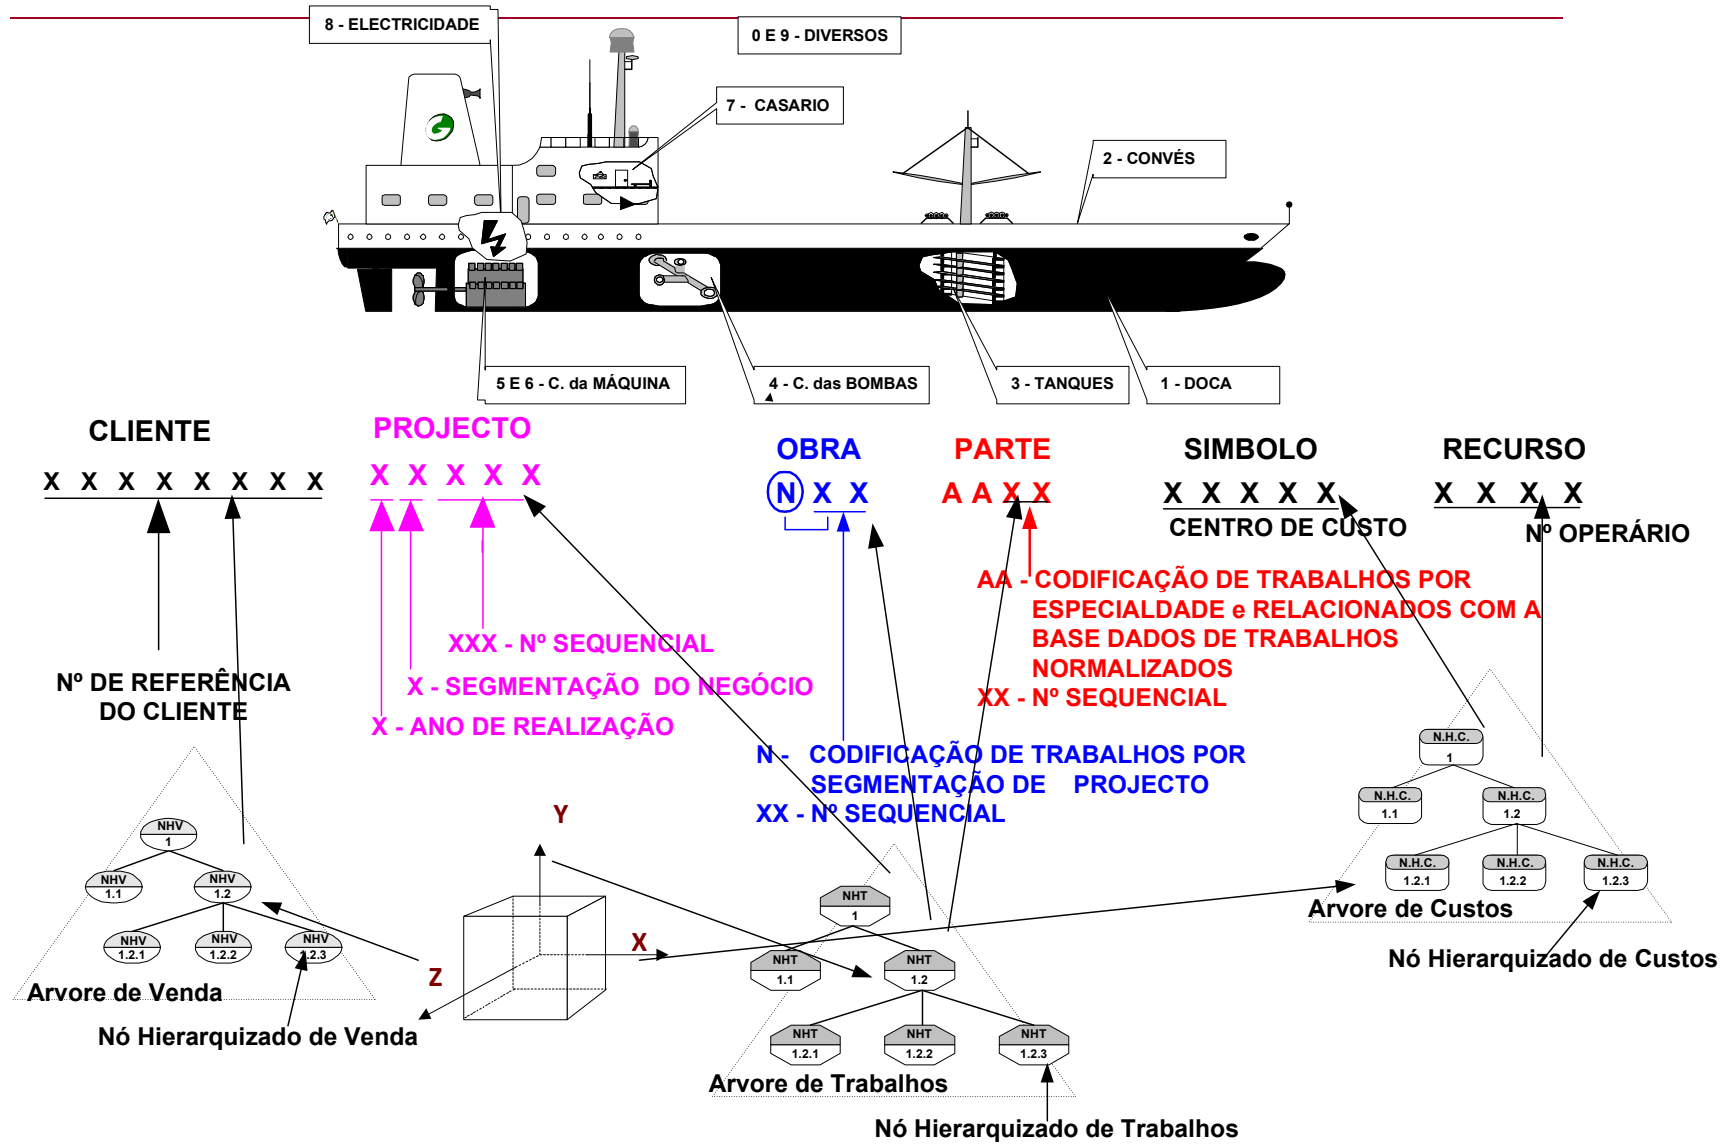 8 - ELECTRICIDADE
0 E 9 - DIVERSOS
7 - CASARIO
2 - CONVÉS
5 E 6 - C. da MÁQUINA
4 - C. das BOMBAS
3 - TANQUES
1 - DOCA
CLIENTE
X X X X X X X X
Nº DE REFERÊNCIA
DO CLIENTE
PROJECTO
X X X X X
XXX - Nº SEQUENCIAL
X - SEGMENTAÇÃO DO NEGÓCIO
X - ANO DE REALIZAÇÃO
OBRA
N X X
N - CODIFICAÇÃO DE TRABALHOS POR
SEGMENTAÇÃO DE PROJECTO
XX - Nº SEQUENCIAL
PARTE
A A X X
AA - CODIFICAÇÃO DE TRABALHOS POR
ESPECIALDADE e RELACIONADOS COM A
BASE DADOS DE TRABALHOS
NORMALIZADOS
XX - Nº SEQUENCIAL
SIMBOLO
X X X X X
CENTRO DE CUSTO
RECURSO
X X X X
Nº OPERÁRIO
NHV
1
NHV
1.1
NHV
1.2
NHV
1.2.1
NHV
1.2.2
NHV
1.2.3
Arvore de Venda
Nó Hierarquizado de Venda
Y
X
Z
NHT
1
NHT
1.1
NHT
1.2
NHT
1.2.1
NHT
1.2.2
NHT
1.2.3
Arvore de Trabalhos
Nó Hierarquizado de Trabalhos
N.H.C.
1
N.H.C.
1.1
N.H.C.
1.2
N.H.C.
1.2.1
N.H.C.
1.2.2
N.H.C.
1.2.3
Arvore de Custos
Nó Hierarquizado de Custos